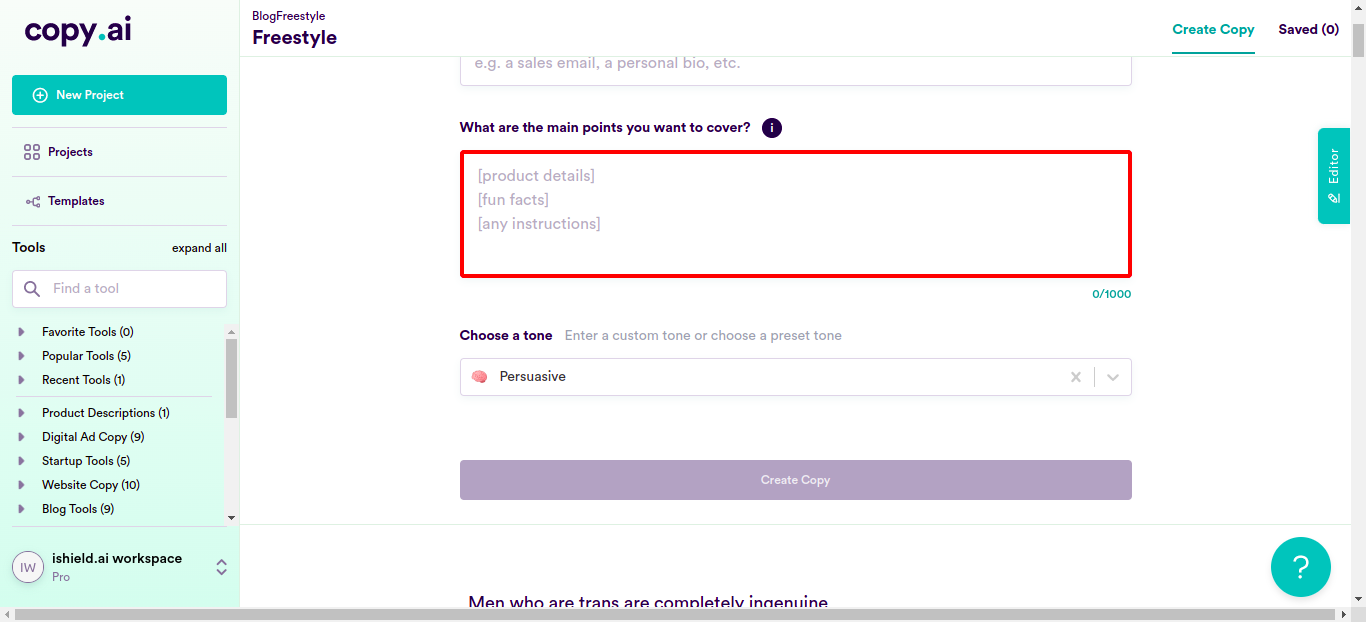 copy.ai
New Project
Projects
Templates
Tools
expand all
Find a tool
Favorite Tools (0)
Popular Tools (5)
Recent Tools (1)
Product Descriptions (1)
Digital Ad Copy (9)
Startup Tools (5)
Website Copy (10)
Blog Tools (9)
IW
ishield.ai workspace
Pro
BlogFreestyle
Freestyle
Create Copy
Saved (0)
e.g. a sales email, a personal bio, etc.
What are the main points you want to cover? i
[product details]
[fun facts]
[any instructions]
0/1000
Choose a tone Enter a custom tone or choose a preset tone
Persuasive
Create Copy
Men who are trans are completely ingenuine
Editor
?